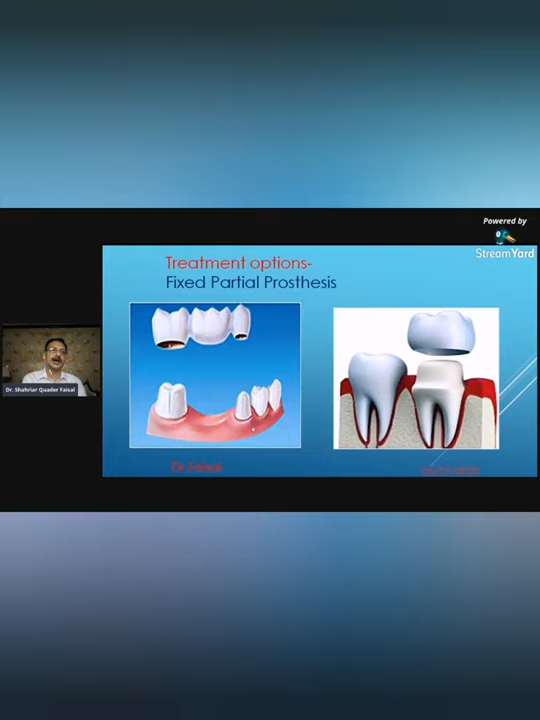 Powered by
StreamYard
Treatment options-
Fixed Partial Prosthesis
Dr. Shahriar Quader Faisal
Dr.Faisal